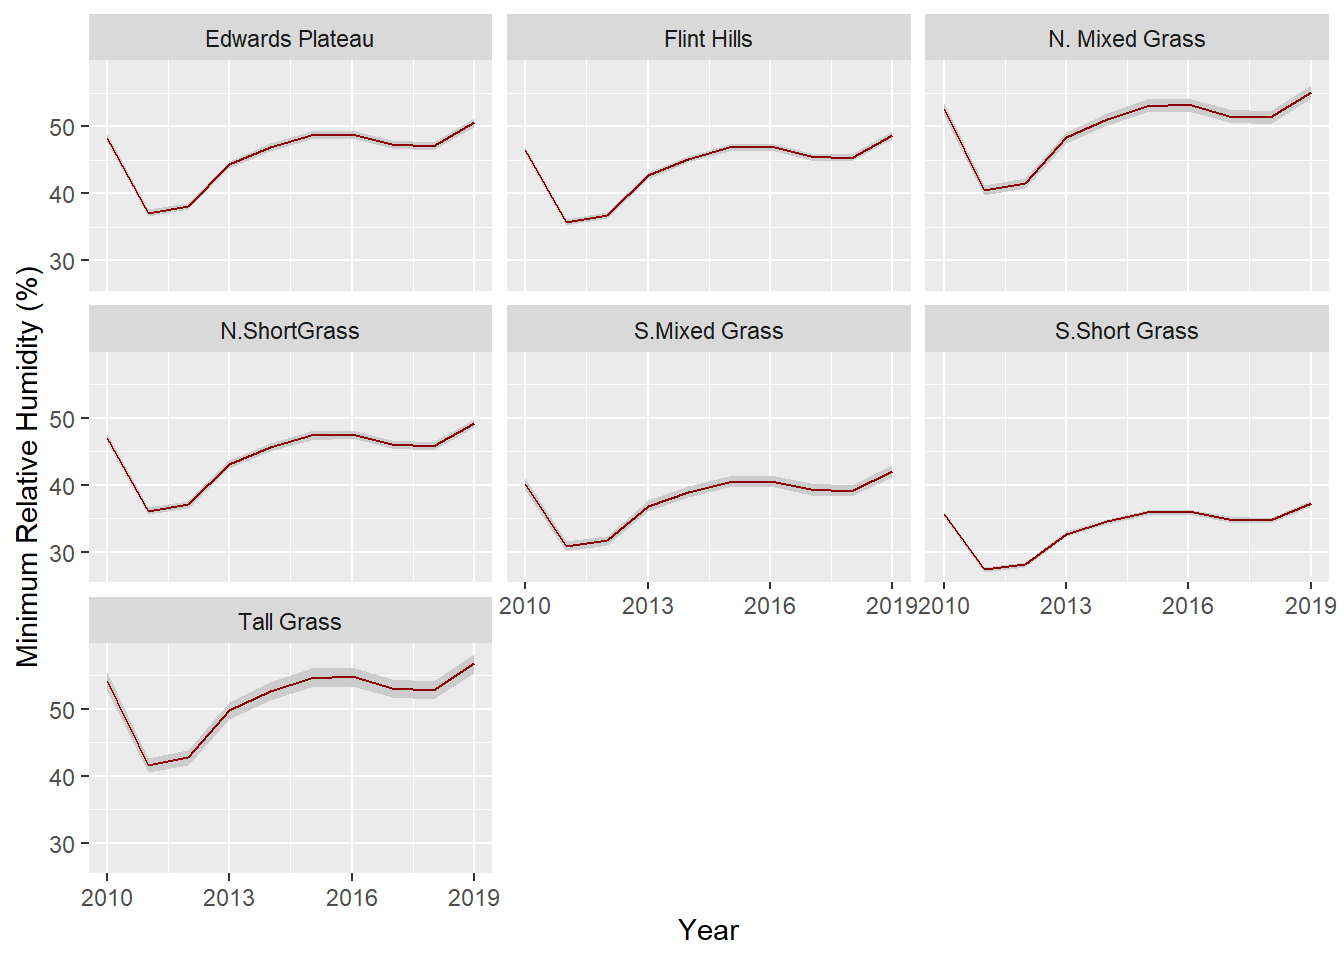 Edwards Plateau
Flint Hills
N. Mixed Grass
50
40
30
N.ShortGrass
S.Mixed Grass
S.Short Grass
50
40
30
2010 2013 2016 2019
2010 2013 2016 2019
Tall Grass
50
40
30
2010 2013 2016 2019
Minimum Relative Humidity (%)
Year